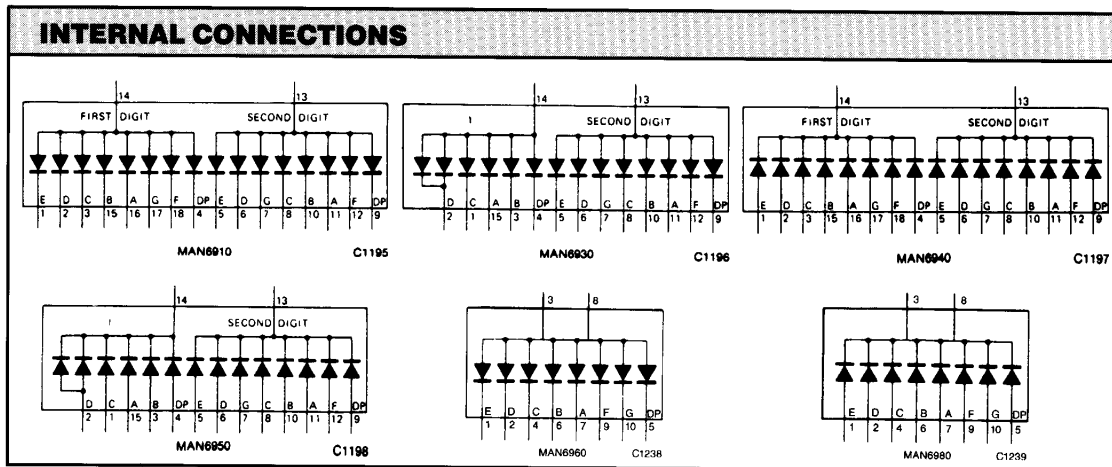 INTERNAL CONNECTIONS
14 13
FIRST DIGIT SECOND DIGIT
E D C B A G F DP E D G C B A F DP
1 2 3 15 16 17 18 4 5 6 7 8 10 11 12 9
MAN6910 C1195
14 13
1 SECOND DIGIT
D C A B DP E D G C B A F DP
2 1 15 3 4 5 6 7 8 10 11 12 9
MAN6930 C1196
14 13
FIRST DIGIT SECOND DIGIT
E D C B A G F DP E D G C B A F DP
1 2 3 15 16 17 18 4 5 6 7 8 10 11 12 9
MAN6940 C1197
14 13
1 SECOND DIGIT
D C A B DP E D G C B A F DP
2 1 15 3 4 5 6 7 8 10 11 12 9
MAN6950 C1198
3 8
E D C B A F G DP
1 2 4 6 7 9 10 5
MAN6960 C1238
3 8
E D C B A F G DP
1 2 4 6 7 9 10 5
MAN6980 C1239